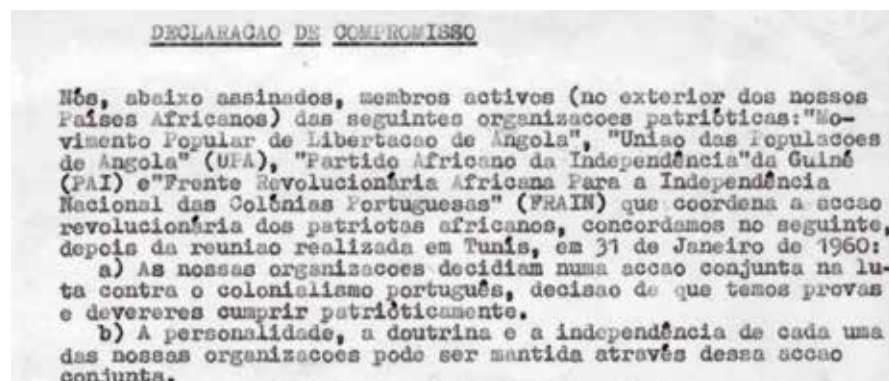 DECLARACAO DE COMPROMISSO
Nós, abaixo assinados, membros activos (no exterior dos nossos
Países Africanos) das seguintes organizacoes patrióticas:"Mo-
vimento Popular de Libertacao de Angola", "Uniao das Populacoes
de Angola" (UPA), "Partido Africano da Independência"da Guiné
(PAI) e"Frente Revolucionária Africana Para a Independência
Nacional das Colónias Portuguesas" (FRAIN) que coordena a accao
revolucionária dos patriotas africanos, concordamos no seguinte,
depois da reuniao realizada em Tunis, em 31 de Janeiro de 1960:
a) As nossas organizacoes decidiam numa accao conjunta na lu-
ta contra o colonialismo português, decisao de que temos provas
e devereres cumprir patrióticamente.
b) A personalidade, a doutrina e a independência de cada uma
das nossas organizacoes pode ser mantida através dessa accao
conjunta.